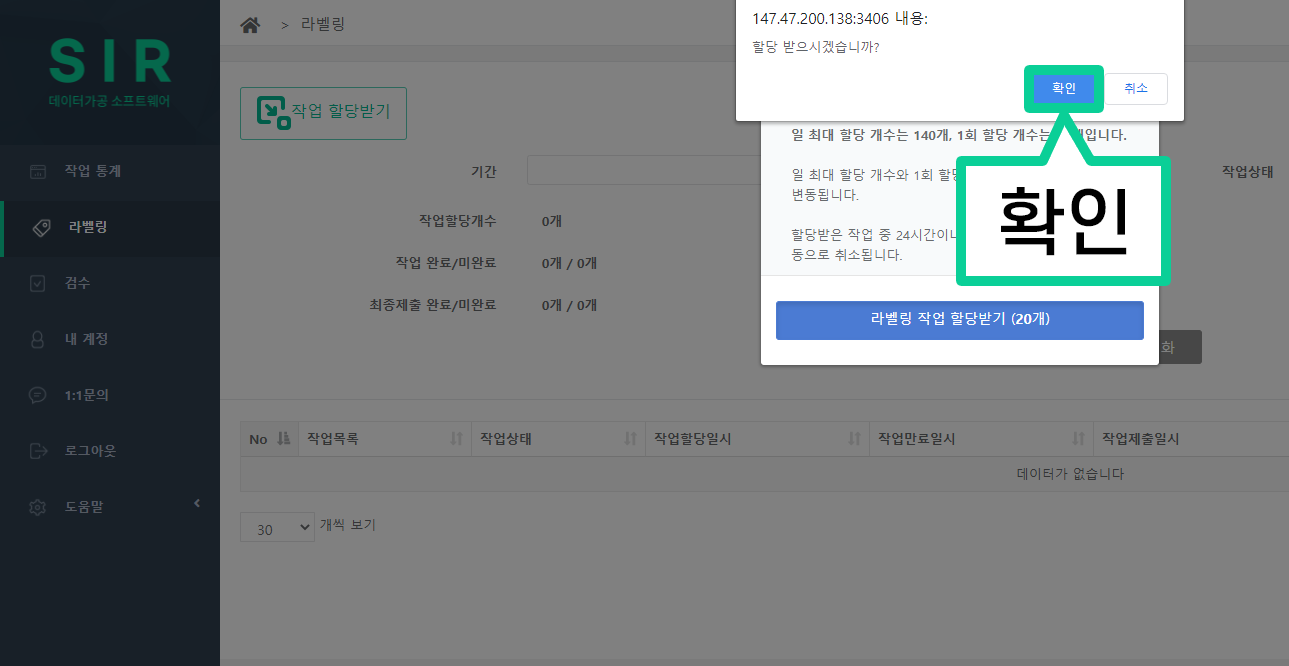 SIR
데이터가공 소프트웨어
작업 통계
라벨링
검수
내 계정
1:1문의
로그아웃
도움말
> 라벨링
작업 할당받기
147.47.200.138:3406 내용:
할당 받으시겠습니까?
확인 취소
일 최대 할당 개수는 140개, 1회 할당 개수는
입니다.
일 최대 할당 개수와 1회
변동됩니다.
할당받은 작업 중
동으로 취소됩니다.
확인
라벨링 작업 할당받기 (20개)
기간
작업상태
작업할당개수 0개
작업 완료/미완료 0개 / 0개
최종제출 완료/미완료 0개 / 0개
화
No 작업목록 작업상태 작업할당일시 작업만료일시 작업제출일시
데이터가 없습니다
30 개씩 보기